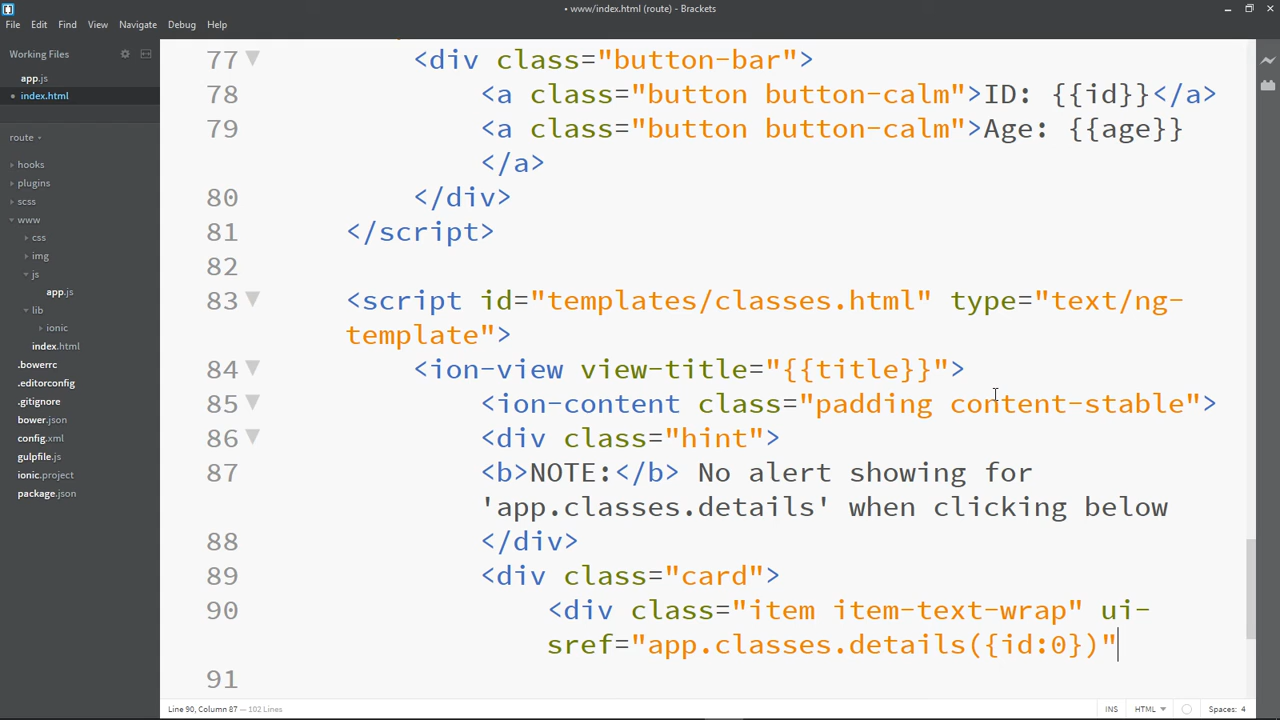 • www/index.html (route) - Brackets
File Edit Find View Navigate Debug Help
Working Files
app.js
• index.html
route
hooks
plugins
scss
www
css
img
js
app.js
lib
ionic
index.html
.bowerrc
.editorconfig
.gitignore
bower.json
config.xml
gulpfile.js
ionic.project
package.json
77 <div class="button-bar">
78 <a class="button button-calm">ID: {{id}}</a>
79 <a class="button button-calm">Age: {{age}}
</a>
80 </div>
81 </script>
82
83 <script id="templates/classes.html" type="text/ng-
template">
84 <ion-view view-title="{{title}}">
85 <ion-content class="padding content-stable">
86 <div class="hint">
87 <b>NOTE:</b> No alert showing for
'app.classes.details' when clicking below
88 </div>
89 <div class="card">
90 <div class="item item-text-wrap" ui-
sref="app.classes.details({id:0})"
91
Line 90, Column 87 — 102 Lines
INS HTML Spaces: 4